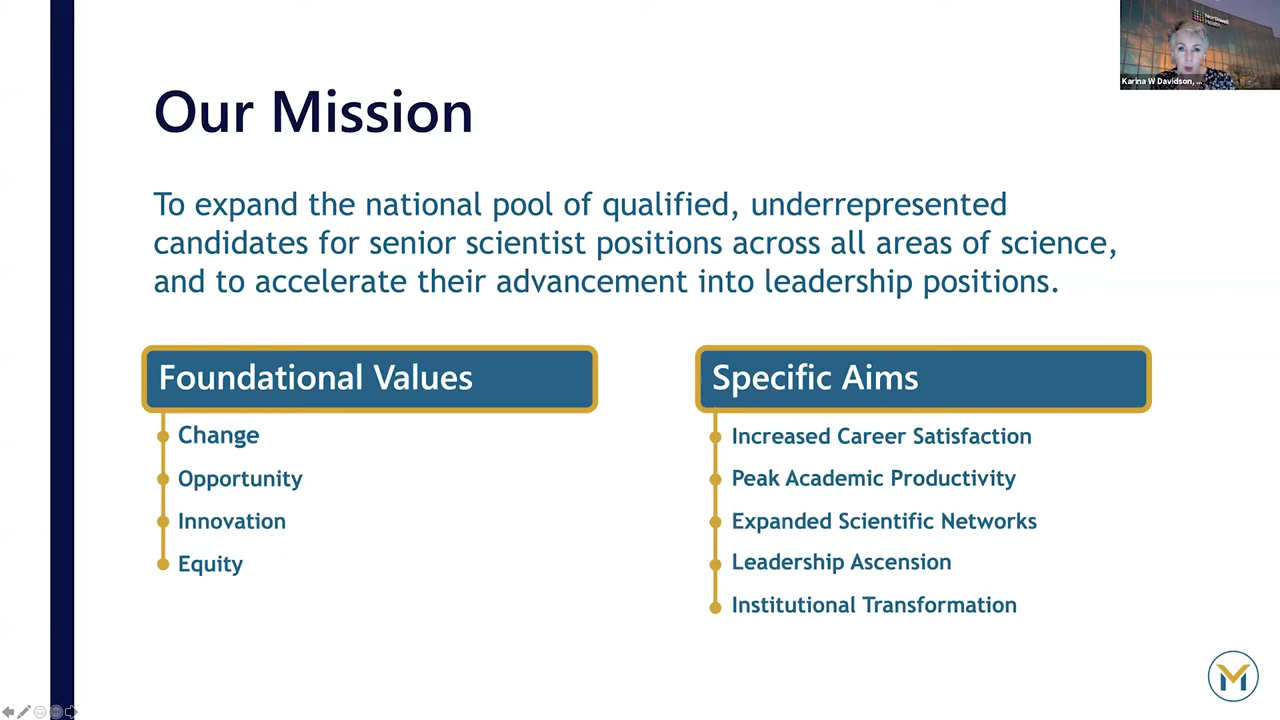 Northwell
Health
Karina W Davidson, ...
Our Mission
To expand the national pool of qualified, underrepresented
candidates for senior scientist positions across all areas of science,
and to accelerate their advancement into leadership positions.
Foundational Values
Change
Opportunity
Innovation
Equity
Specific Aims
Increased Career Satisfaction
Peak Academic Productivity
Expanded Scientific Networks
Leadership Ascension
Institutional Transformation
M